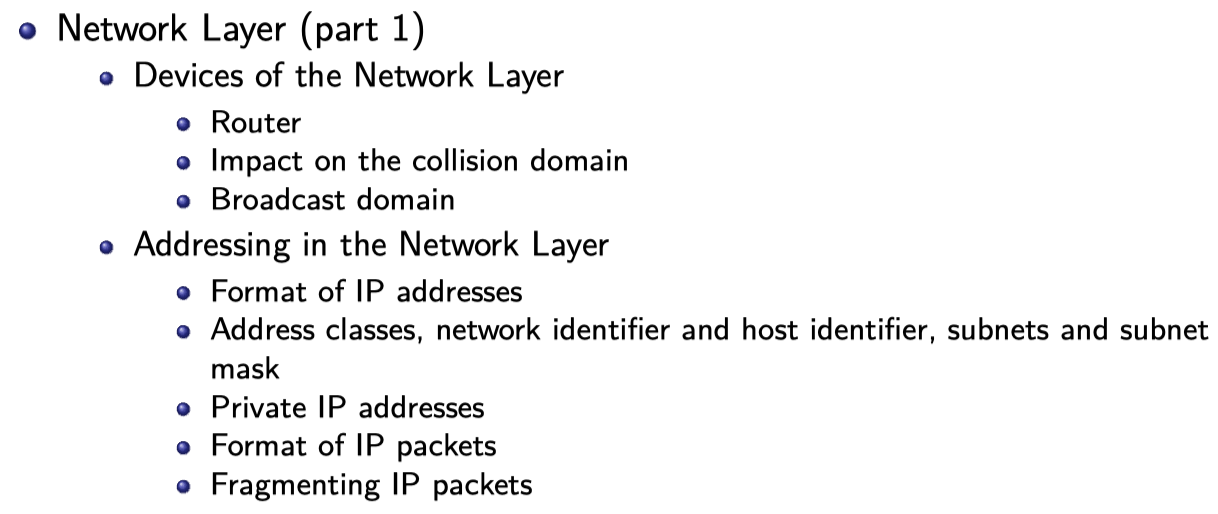 Network Layer (part 1)
Devices of the Network Layer
Router
Impact on the collision domain
Broadcast domain
Addressing in the Network Layer
Format of IP addresses
Address classes, network identifier and host identifier, subnets and subnet
mask
Private IP addresses
Format of IP packets
Fragmenting IP packets